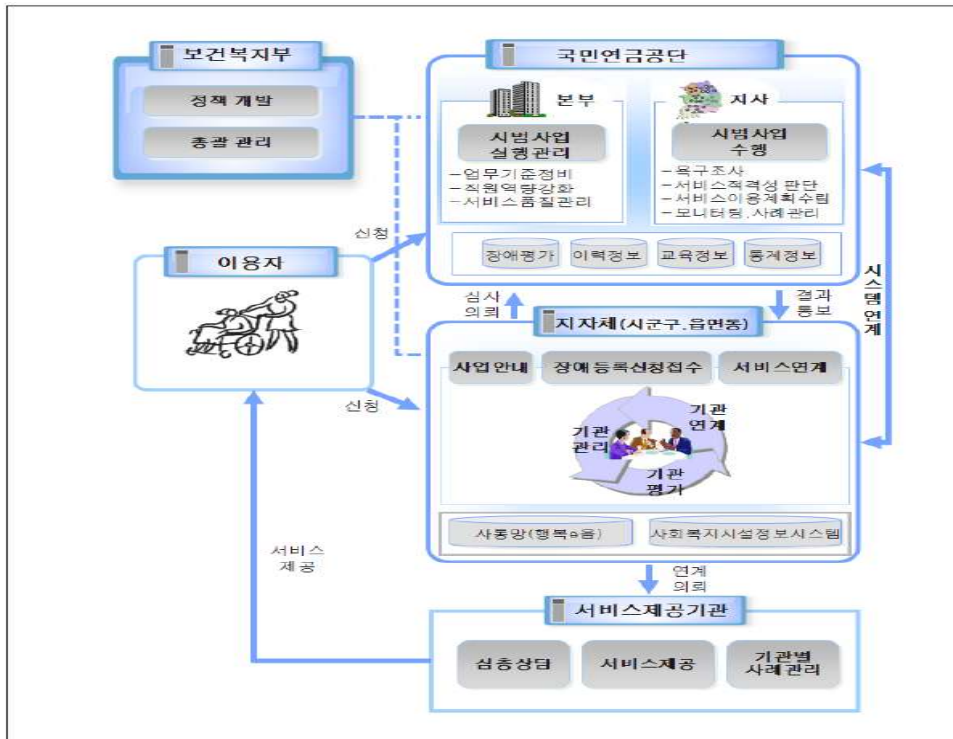 보건복지부
정책 개발
총괄 관리
국민연금공단
본부
시범사업
실행관리
-업무기준정비
-직원역량강화
-서비스품질관리
지사
시범사업
수행
-욕구조사
-서비스적격성 판단
-서비스이용계획수립
-모니터링.사례관리
장애평가
이력정보
교육정보
통계정보
신청
이용자
신청
심사
의뢰
결과
통보
시스템 연계
지자체(시군구.읍면동)
사업안내
장애등록신청접수
서비스연계
기관
연계
기관
관리
기관
평가
사통망(행복e음)
사회복지시설정보시스템
서비스
제공
연계
의뢰
서비스제공기관
심층상담
서비스제공
기관별
사례관리